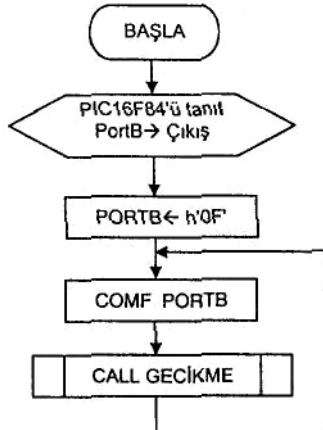 BAŞLA
PIC16F84'ü tanıt
PortB→ Çıkış
PORTB← h'0F'
COMF PORTB
CALL GECİKME